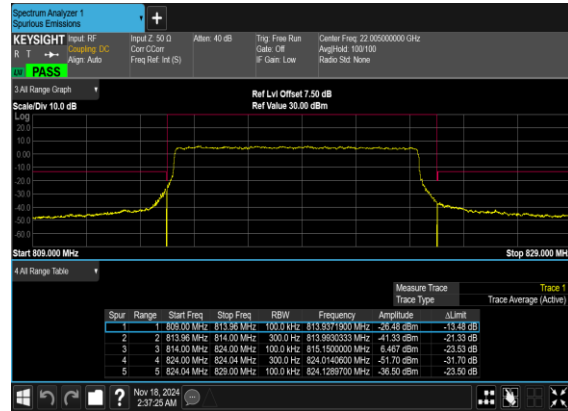 Spectrum Analyzer 1
Spurious Emissions
KEYSIGHT Input: RF Input Z: 50 Ω Atten: 40 dB Trig: Free Run Center Freq: 22.005000000 GHz
R T Coupling: DC Corr CCorr Gate: Off Avg|Hold: 100/100
Align: Auto Freq Ref: Int (S) IF Gain: Low Radio Std: None
PASS
3 All Range Graph
Ref Lvl Offset 7.50 dB
Scale/Div 10.0 dB Ref Value 30.00 dBm
Log
20.0
10.0
0.00
-10.0
-20.0
-30.0
-40.0
-50.0
-60.0
Start 809.000 MHz Stop 829.000 MH
4 All Range Table
Measure Trace Trace 1
Trace Type Trace Average (Active)
Spur Range Start Freq Stop Freq RBW Frequency Amplitude ΔLimit
1 1 809.00 MHz 813.96 MHz 100.0 kHz 813.9371900 MHz -26.48 dBm -13.48 dB
2 2 813.96 MHz 814.00 MHz 300.0 Hz 813.9930333 MHz -41.33 dBm -21.33 dB
3 3 814.00 MHz 824.00 MHz 100.0 kHz 815.1500000 MHz 6.467 dBm -23.53 dB
4 4 824.00 MHz 824.04 MHz 300.0 Hz 824.0140600 MHz -51.70 dBm -31.70 dB
5 5 824.04 MHz 829.00 MHz 100.0 kHz 824.1289700 MHz -36.50 dBm -23.50 dB
Nov 18, 2024
2:37:25 AM